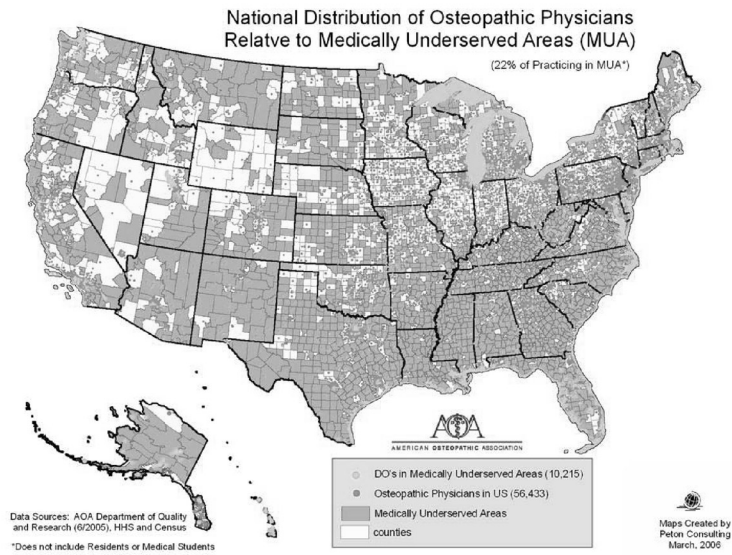 National Distribution of Osteopathic Physicians
Relatve to Medically Underserved Areas (MUA)
(22% of Practicing in MUA*)
AOA
AMERICAN OSTEOPATHIC ASSOCIATION
DO's in Medically Underserved Areas (10,215)
Osteopathic Physicians in US (56,433)
Medically Underserved Areas
counties
Data Sources: AOA Department of Quality
and Research (6/2005), HHS and Census
*Does not include Residents or Medical Students
Maps Created by
Peton Consulting
March, 2006